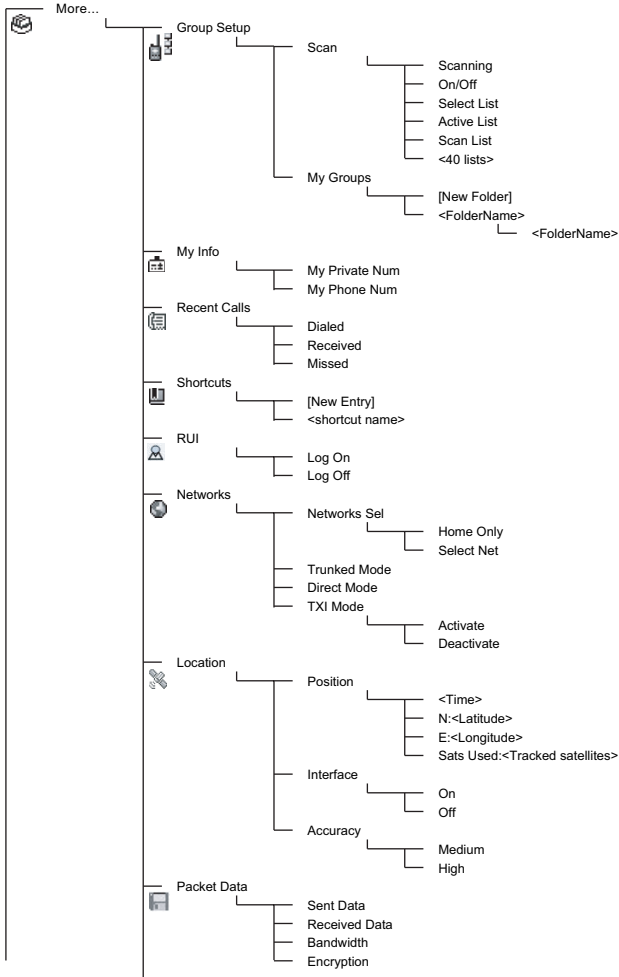 More...
Group Setup
Scan
Scanning
On/Off
Select List
Active List
Scan List
<40 lists>
My Groups
[New Folder]
<FolderName>
<FolderName>
My Info
My Private Num
My Phone Num
Recent Calls
Dialed
Received
Missed
Shortcuts
[New Entry]
<shortcut name>
RUI
Log On
Log Off
Networks
Networks Sel
Home Only
Select Net
Trunked Mode
Direct Mode
TXI Mode
Activate
Deactivate
Location
Position
<Time>
N:<Latitude>
E:<Longitude>
Sats Used:<Tracked satellites>
Interface
On
Off
Accuracy
Medium
High
Packet Data
Sent Data
Received Data
Bandwidth
Encryption